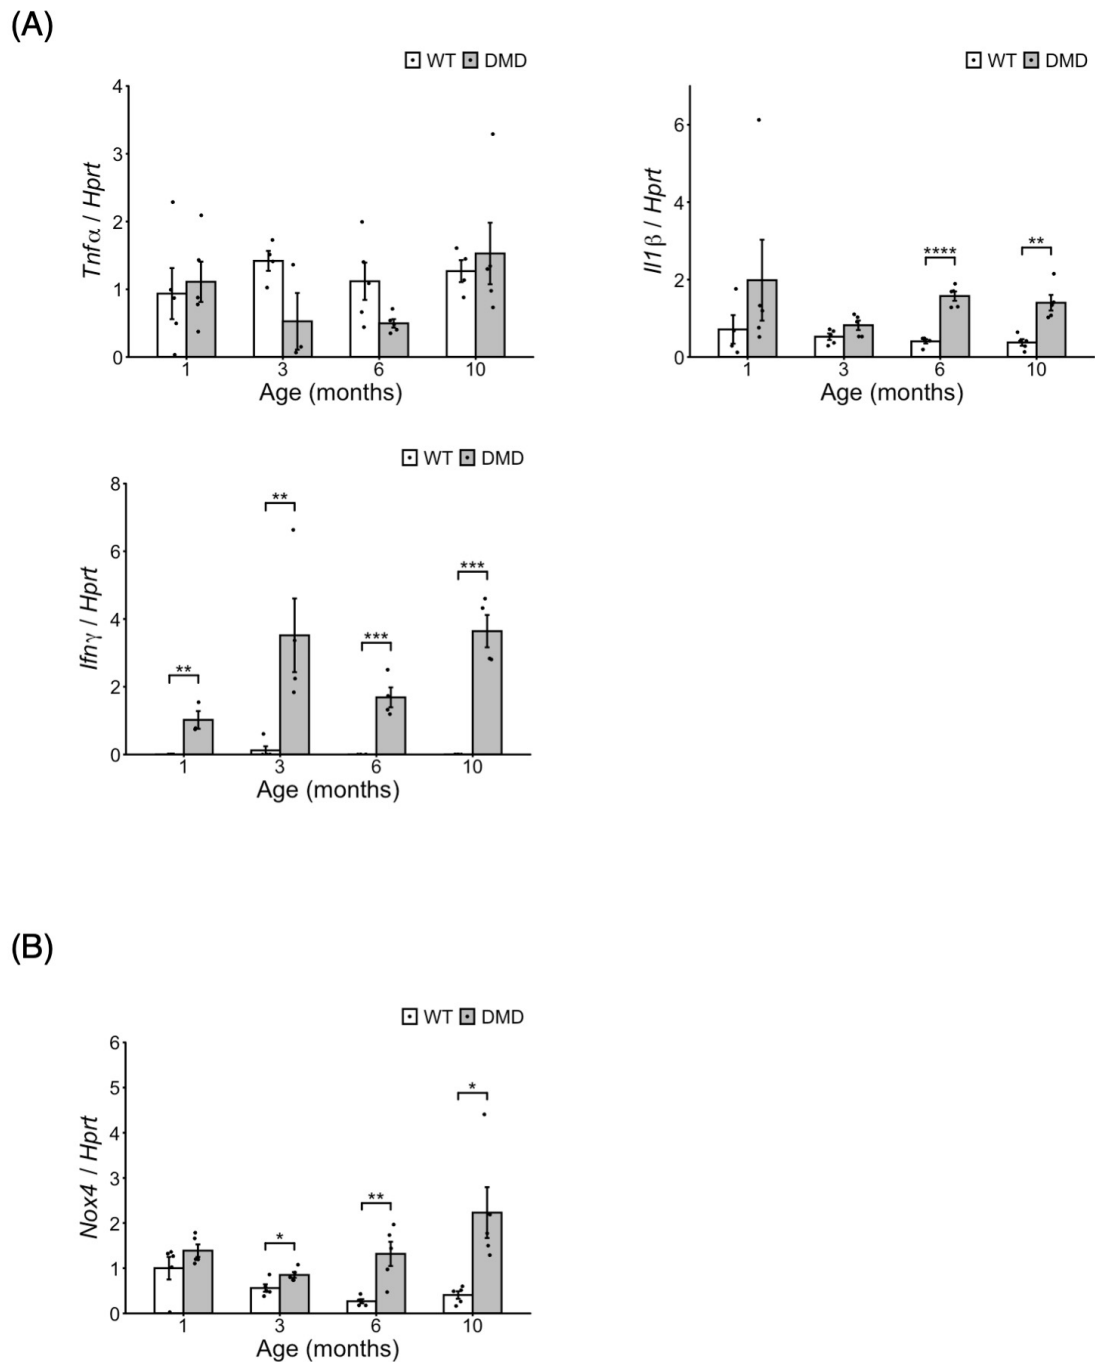 (A)
WT DMD
Tnfα / Hprt
4
3
2
1
0
1 3 6 10
Age (months)
WT DMD
Il1β / Hprt
6
4
2
0
**** **
1 3 6 10
Age (months)
WT DMD
Ifnγ / Hprt
8
6
4
2
0
** ** *** ***
1 3 6 10
Age (months)
(B)
WT DMD
Nox4 / Hprt
6
5
4
3
2
1
0
* ** *
1 3 6 10
Age (months)